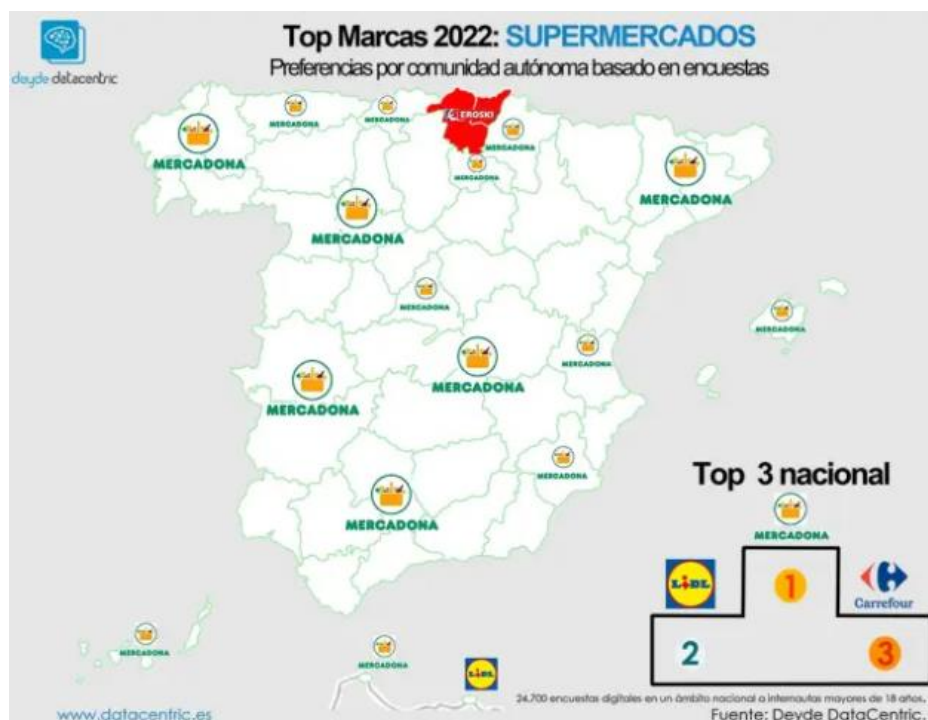 deyde datacentric
Top Marcas 2022: SUPERMERCADOS
Preferencias por comunidad autónoma basado en encuestas
MERCADONA
MERCADONA
MERCADONA
EROSKI
MERCADONA
MERCADONA
MERCADONA
MERCADONA
MERCADONA
MERCADONA
MERCADONA
MERCADONA
MERCADONA
MERCADONA
MERCADONA
MERCADONA
Top 3 nacional
MERCADONA
LIDL
1
Carrefour
2
3
MERCADONA
MERCADONA
LIDL
24.700 encuestas digitales en un ámbito nacional a internautas mayores de 18 años.
www.datacentric.es
Fuente: Deyde DataCentric.